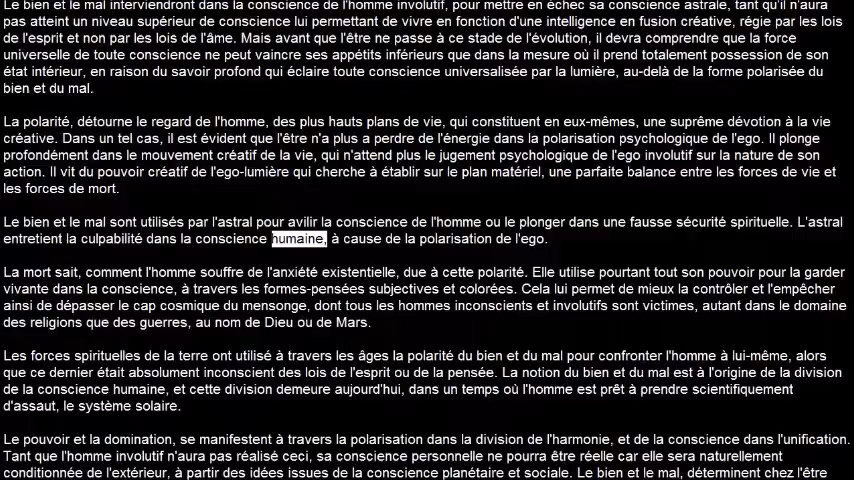 Le bien et le mal interviendront dans la conscience de l'homme involutif, pour mettre en échec sa conscience astrale, tant qu'il n'aura
pas atteint un niveau supérieur de conscience lui permettant de vivre en fonction d'une intelligence en fusion créative, régie par les lois
de l'esprit et non par les lois de l'âme. Mais avant que l'être ne passe à ce stade de l'évolution, il devra comprendre que la force
universelle de toute conscience ne peut vaincre ses appétits inférieurs que dans la mesure où il prend totalement possession de son
état intérieur, en raison du savoir profond qui éclaire toute conscience universalisée par la lumière, au-delà de la forme polarisée du
bien et du mal.
La polarité, détourne le regard de l'homme, des plus hauts plans de vie, qui constituent en eux-mêmes, une suprême dévotion à la vie
créative. Dans un tel cas, il est évident que l'être n'a plus a perdre de l'énergie dans la polarisation psychologique de l'ego. Il plonge
profondément dans le mouvement créatif de la vie, qui n'attend plus le jugement psychologique de l'ego involutif sur la nature de son
action. Il vit du pouvoir créatif de l'ego-lumière qui cherche à établir sur le plan matériel, une parfaite balance entre les forces de vie et
les forces de mort.
Le bien et le mal sont utilisés par l'astral pour avilir la conscience de l'homme ou le plonger dans une fausse sécurité spirituelle. L'astral
entretient la culpabilité dans la conscience humaine, à cause de la polarisation de l'ego.
La mort sait, comment l'homme souffre de l'anxiété existentielle, due à cette polarité. Elle utilise pourtant tout son pouvoir pour la garder
vivante dans la conscience, à travers les formes-pensées subjectives et colorées. Cela lui permet de mieux la contrôler et l'empêcher
ainsi de dépasser le cap cosmique du mensonge, dont tous les hommes inconscients et involutifs sont victimes, autant dans le domaine
des religions que des guerres, au nom de Dieu ou de Mars.
Les forces spirituelles de la terre ont utilisé à travers les âges la polarité du bien et du mal pour confronter l'homme à lui-même, alors
que ce dernier était absolument inconscient des lois de l'esprit ou de la pensée. La notion du bien et du mal est à l'origine de la division
de la conscience humaine, et cette division demeure aujourd'hui, dans un temps où l'homme est prêt à prendre scientifiquement
d'assaut, le système solaire.
Le pouvoir et la domination, se manifestent à travers la polarisation dans la division de l'harmonie, et de la conscience dans l'unification.
Tant que l'homme involutif n'aura pas réalisé ceci, sa conscience personnelle ne pourra être réelle car elle sera naturellement
conditionnée de l'extérieur, à partir des idées issues de la conscience planétaire et sociale. Le bien et le mal, déterminent chez l'être